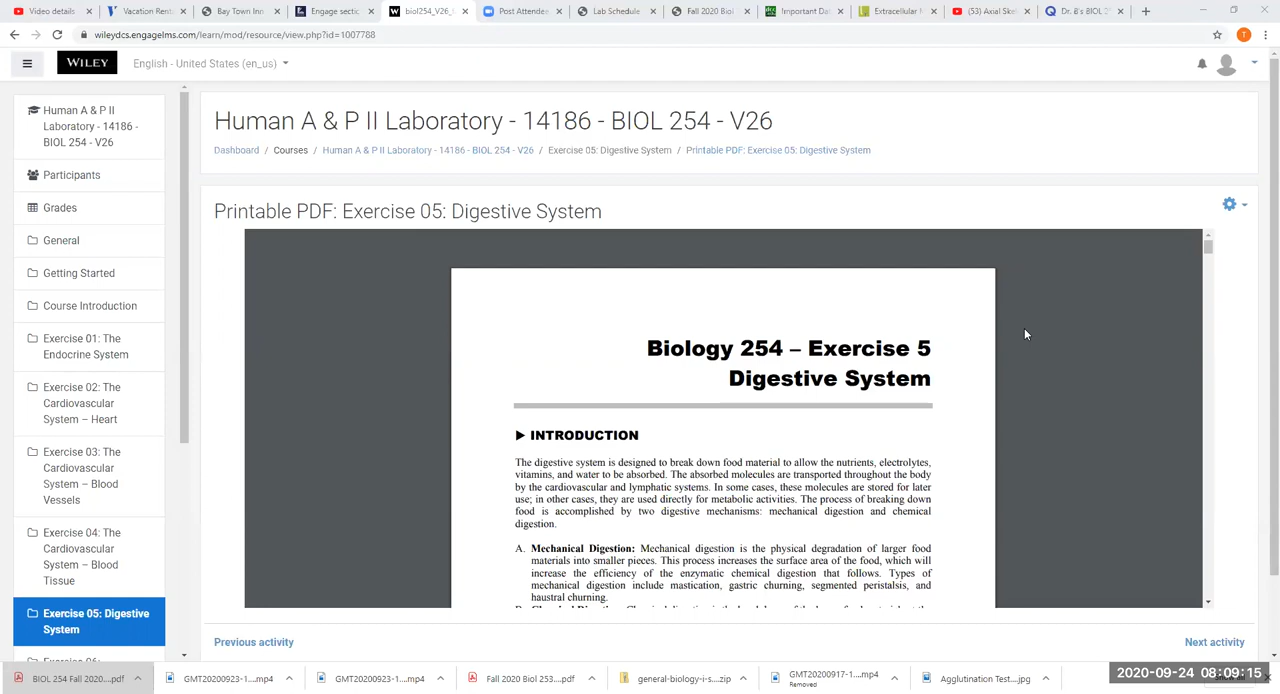 Video details
Vacation Rent
Bay Town Inn
Engage secti
biol254_V26_
Post Attende
Lab Schedule
Fall 2020 Bio
Important Da
Extracellular
(53) Axial Ske
Dr. B's BIOL 2
wileydcs.engagelms.com/learn/mod/resource/view.php?id=1007788
T
WILEY
English - United States (en_us)
Human A & P II
Laboratory - 14186 -
BIOL 254 - V26
Participants
Grades
General
Getting Started
Course Introduction
Exercise 01: The
Endocrine System
Exercise 02: The
Cardiovascular
System – Heart
Exercise 03: The
Cardiovascular
System – Blood
Vessels
Exercise 04: The
Cardiovascular
System – Blood
Tissue
Exercise 05: Digestive
System
Exercise 06:
Human A & P II Laboratory - 14186 - BIOL 254 - V26
Dashboard / Courses / Human A & P II Laboratory - 14186 - BIOL 254 - V26 / Exercise 05: Digestive System / Printable PDF: Exercise 05: Digestive System
Printable PDF: Exercise 05: Digestive System
Biology 254 – Exercise 5
Digestive System
INTRODUCTION
The digestive system is designed to break down food material to allow the nutrients, electrolytes,
vitamins, and water to be absorbed. The absorbed molecules are transported throughout the body
by the cardiovascular and lymphatic systems. In some cases, these molecules are stored for later
use; in other cases, they are used directly for metabolic activities. The process of breaking down
food is accomplished by two digestive mechanisms: mechanical digestion and chemical
digestion.
A. Mechanical Digestion: Mechanical digestion is the physical degradation of larger food
materials into smaller pieces. This process increases the surface area of the food, which will
increase the efficiency of the enzymatic chemical digestion that follows. Types of
mechanical digestion include mastication, gastric churning, segmented peristalsis, and
haustral churning.
Previous activity
Next activity
BIOL 254 Fall 2020....pdf
GMT20200923-1....mp4
GMT20200923-1....mp4
Fall 2020 BIOL 253....pdf
general-biology-i-s....zip
GMT20200917-1....mp4
Removed
Agglutination Test....jpg
2020-09-24 08:09:15